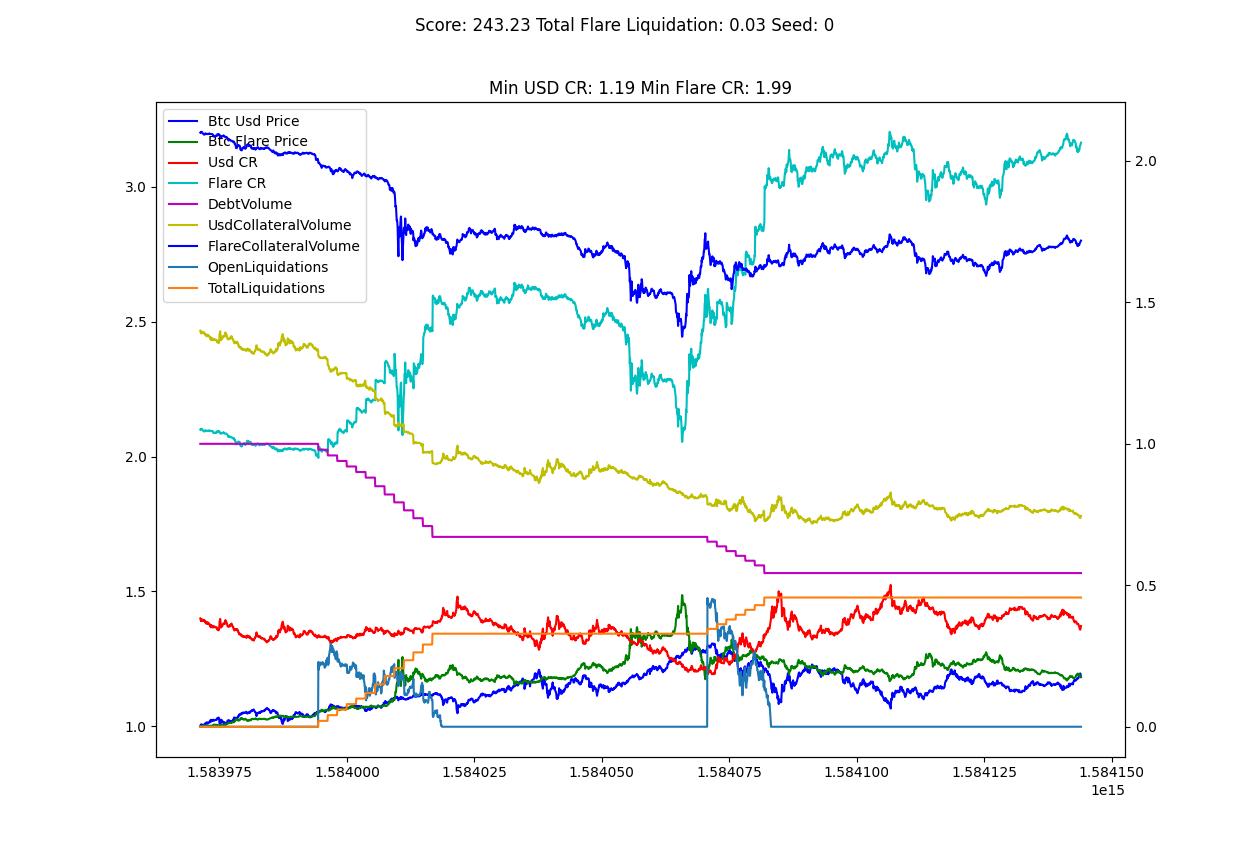 Score: 243.23 Total Flare Liquidation: 0.03 Seed: 0
Min USD CR: 1.19 Min Flare CR: 1.99
Btc Usd Price
Btc Flare Price
Usd CR
Flare CR
DebtVolume
UsdCollateralVolume
FlareCollateralVolume
OpenLiquidations
TotalLiquidations
3.0
2.5
2.0
1.5
1.0
2.0
1.5
1.0
0.5
0.0
1.583975 1.584000 1.584025 1.584050 1.584075 1.584100 1.584125 1.584150
1e15